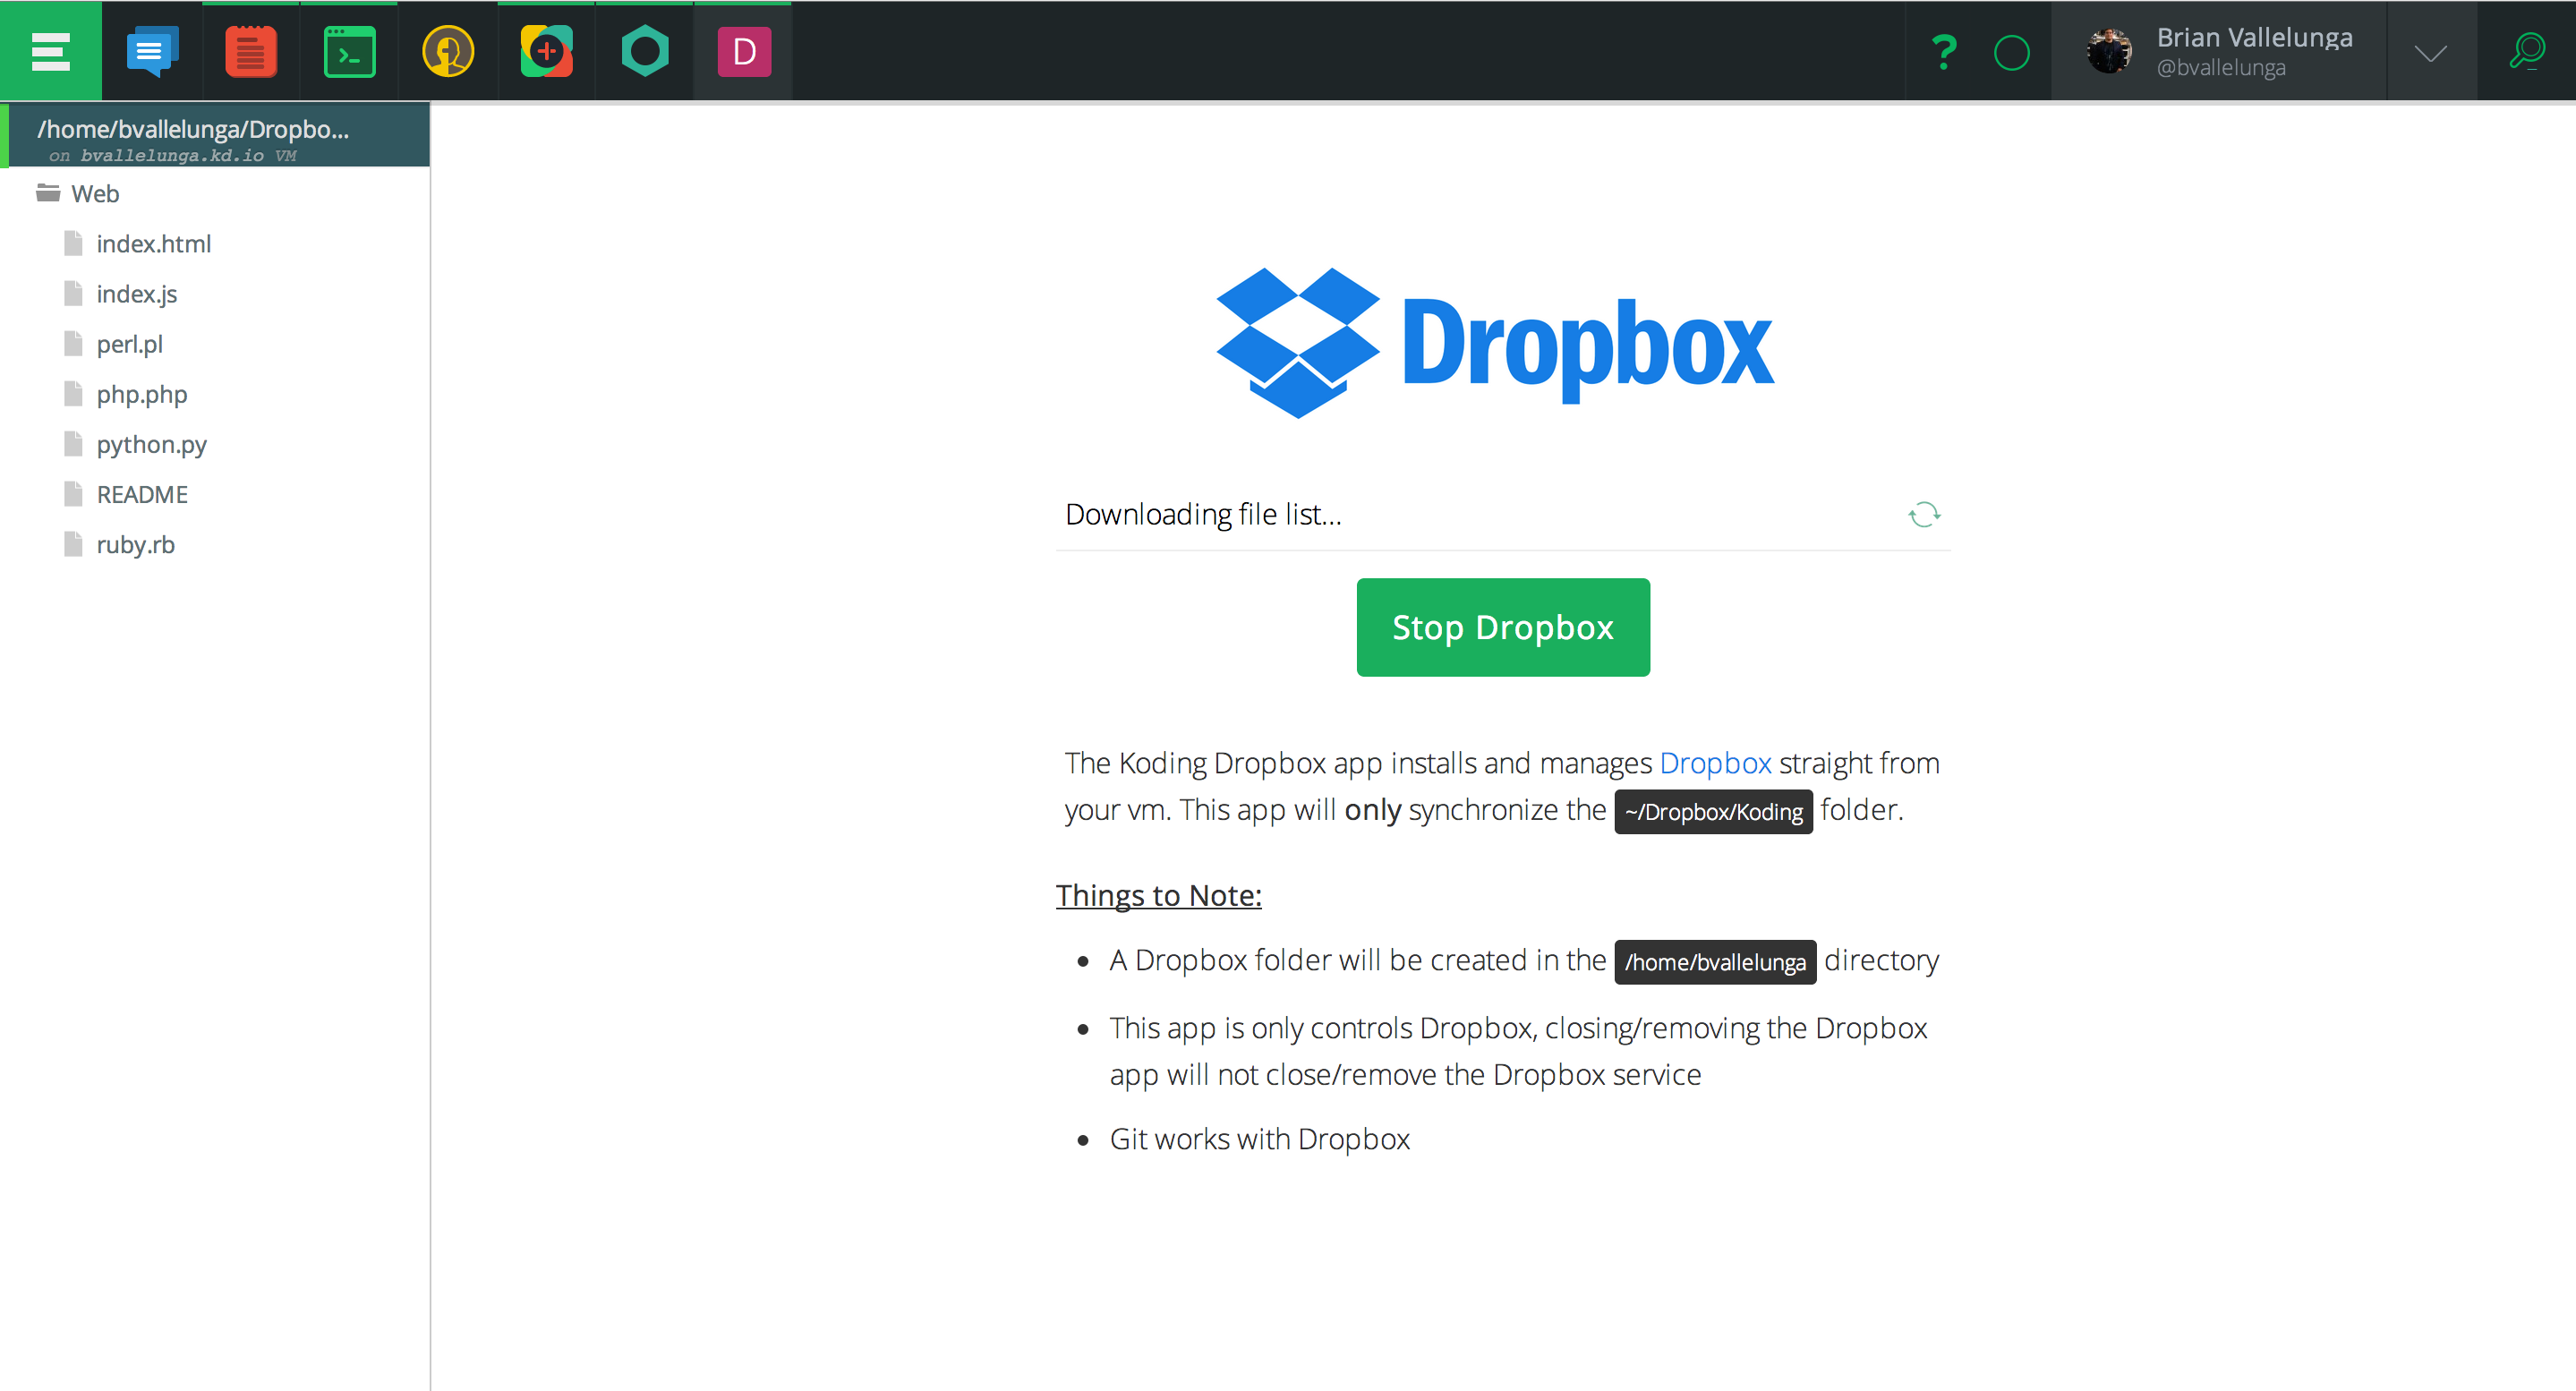 D
Brian Vallelunga
@bvallelunga
/home/bvallelunga/Dropbo...
on bvallelunga.kd.io VM
Web
index.html
index.js
perl.pl
php.php
python.py
README
ruby.rb
Dropbox
Downloading file list...
Stop Dropbox
The Koding Dropbox app installs and manages Dropbox straight from
your vm. This app will only synchronize the ~/Dropbox/Koding folder.
Things to Note:
• A Dropbox folder will be created in the /home/bvallelunga directory
• This app is only controls Dropbox, closing/removing the Dropbox
app will not close/remove the Dropbox service
• Git works with Dropbox